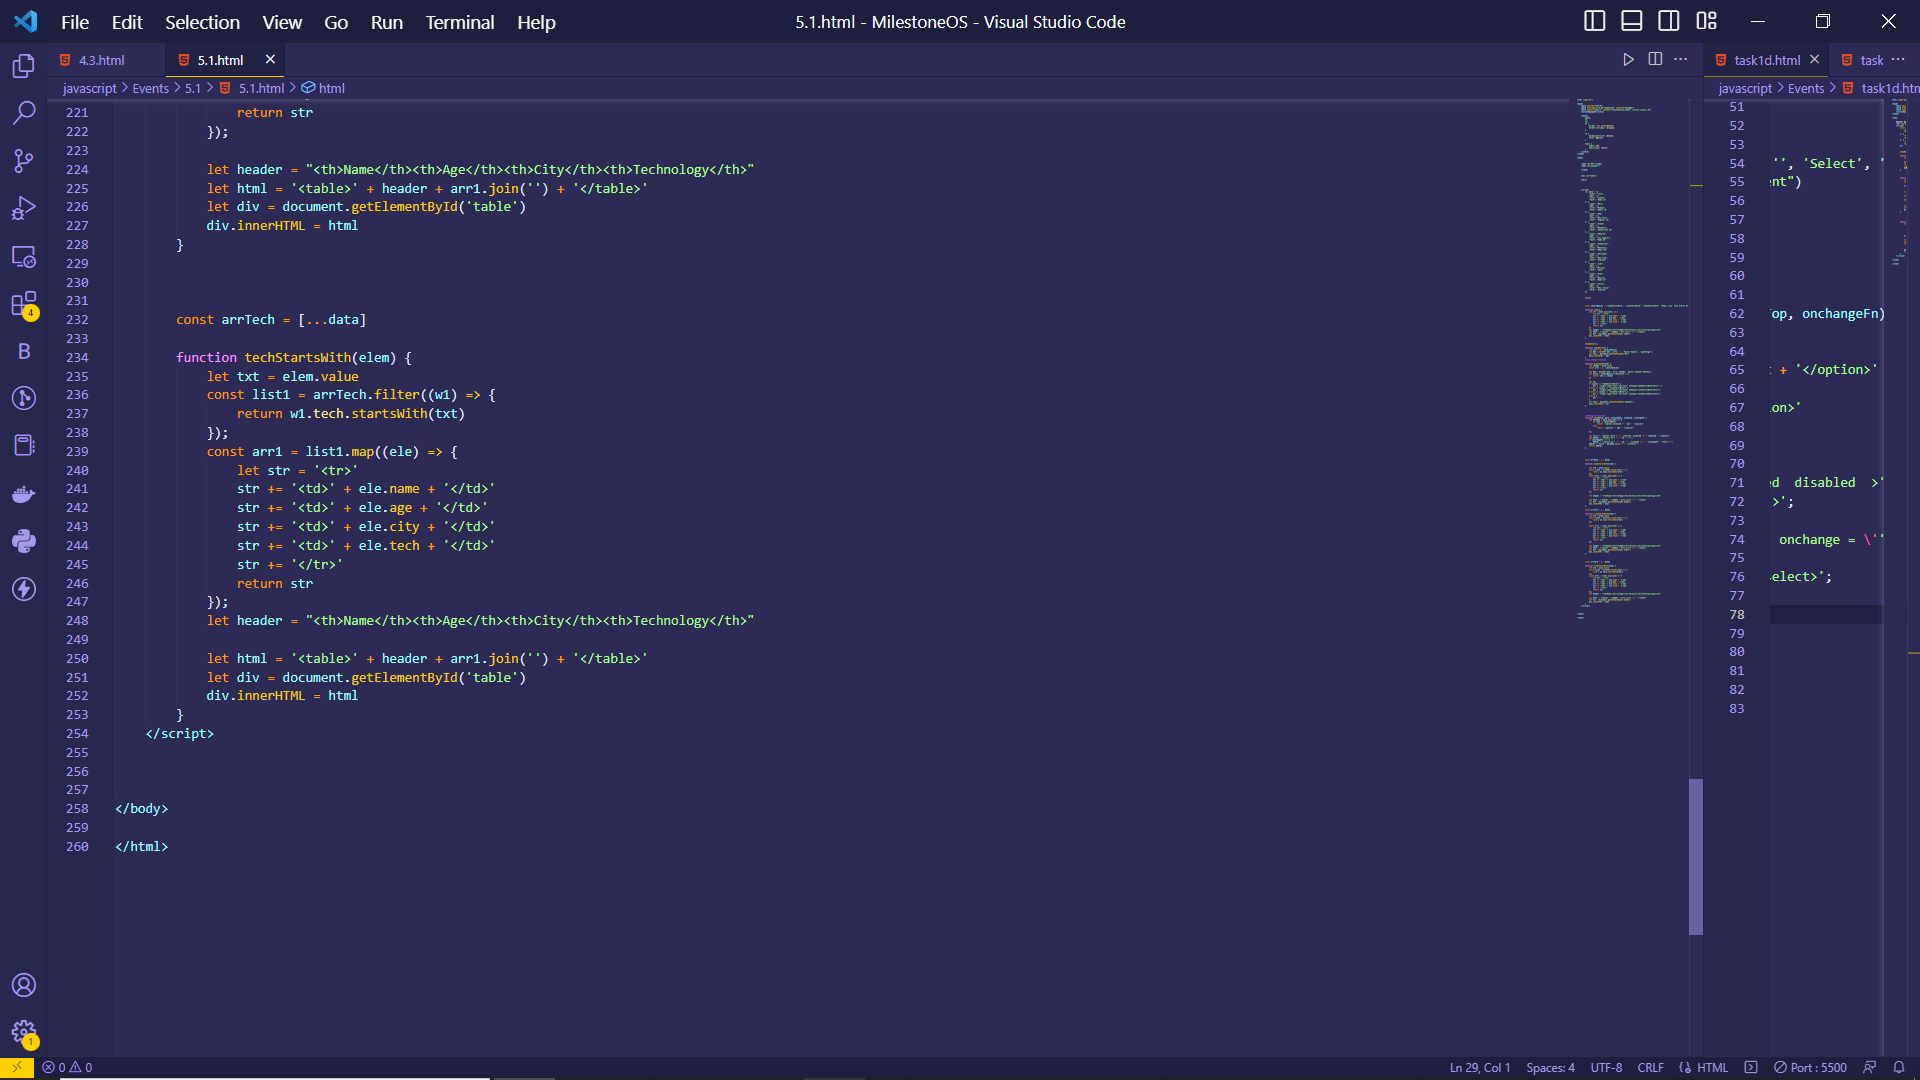 File Edit Selection View Go Run Terminal Help
5.1.html - MilestoneOS - Visual Studio Code
4.3.html
5.1.html
javascript > Events > 5.1 > 5.1.html > html
221 return str
222 });
223
224 let header = "<th>Name</th><th>Age</th><th>City</th><th>Technology</th>"
225 let html = '<table>' + header + arr1.join('') + '</table>'
226 let div = document.getElementById('table')
227 div.innerHTML = html
228 }
229
230
231
232 const arrTech = [...data]
233
234 function techStartsWith(elem) {
235 let txt = elem.value
236 const list1 = arrTech.filter((w1) => {
237 return w1.tech.startsWith(txt)
238 });
239 const arr1 = list1.map((ele) => {
240 let str = '<tr>'
241 str += '<td>' + ele.name + '</td>'
242 str += '<td>' + ele.age + '</td>'
243 str += '<td>' + ele.city + '</td>'
244 str += '<td>' + ele.tech + '</td>'
245 str += '</tr>'
246 return str
247 });
248 let header = "<th>Name</th><th>Age</th><th>City</th><th>Technology</th>"
249
250 let html = '<table>' + header + arr1.join('') + '</table>'
251 let div = document.getElementById('table')
252 div.innerHTML = html
253 }
254 </script>
255
256
257
258 </body>
259
260 </html>
task1d.html
task
javascript > Events > task1d.htn
51
52
53
54 '', 'Select', '
55 ent")
56
57
58
59
60
61
62 op, onchangeFn)
63
64
65 + '</option>'
66
67 on>'
68
69
70
71 ed disabled >'
72 >';
73
74 onchange = \''
75
76 select>';
77
78
79
80
81
82
83
4
1
0 0
Ln 29, Col 1
Spaces: 4
UTF-8
CRLF
HTML
Port : 5500